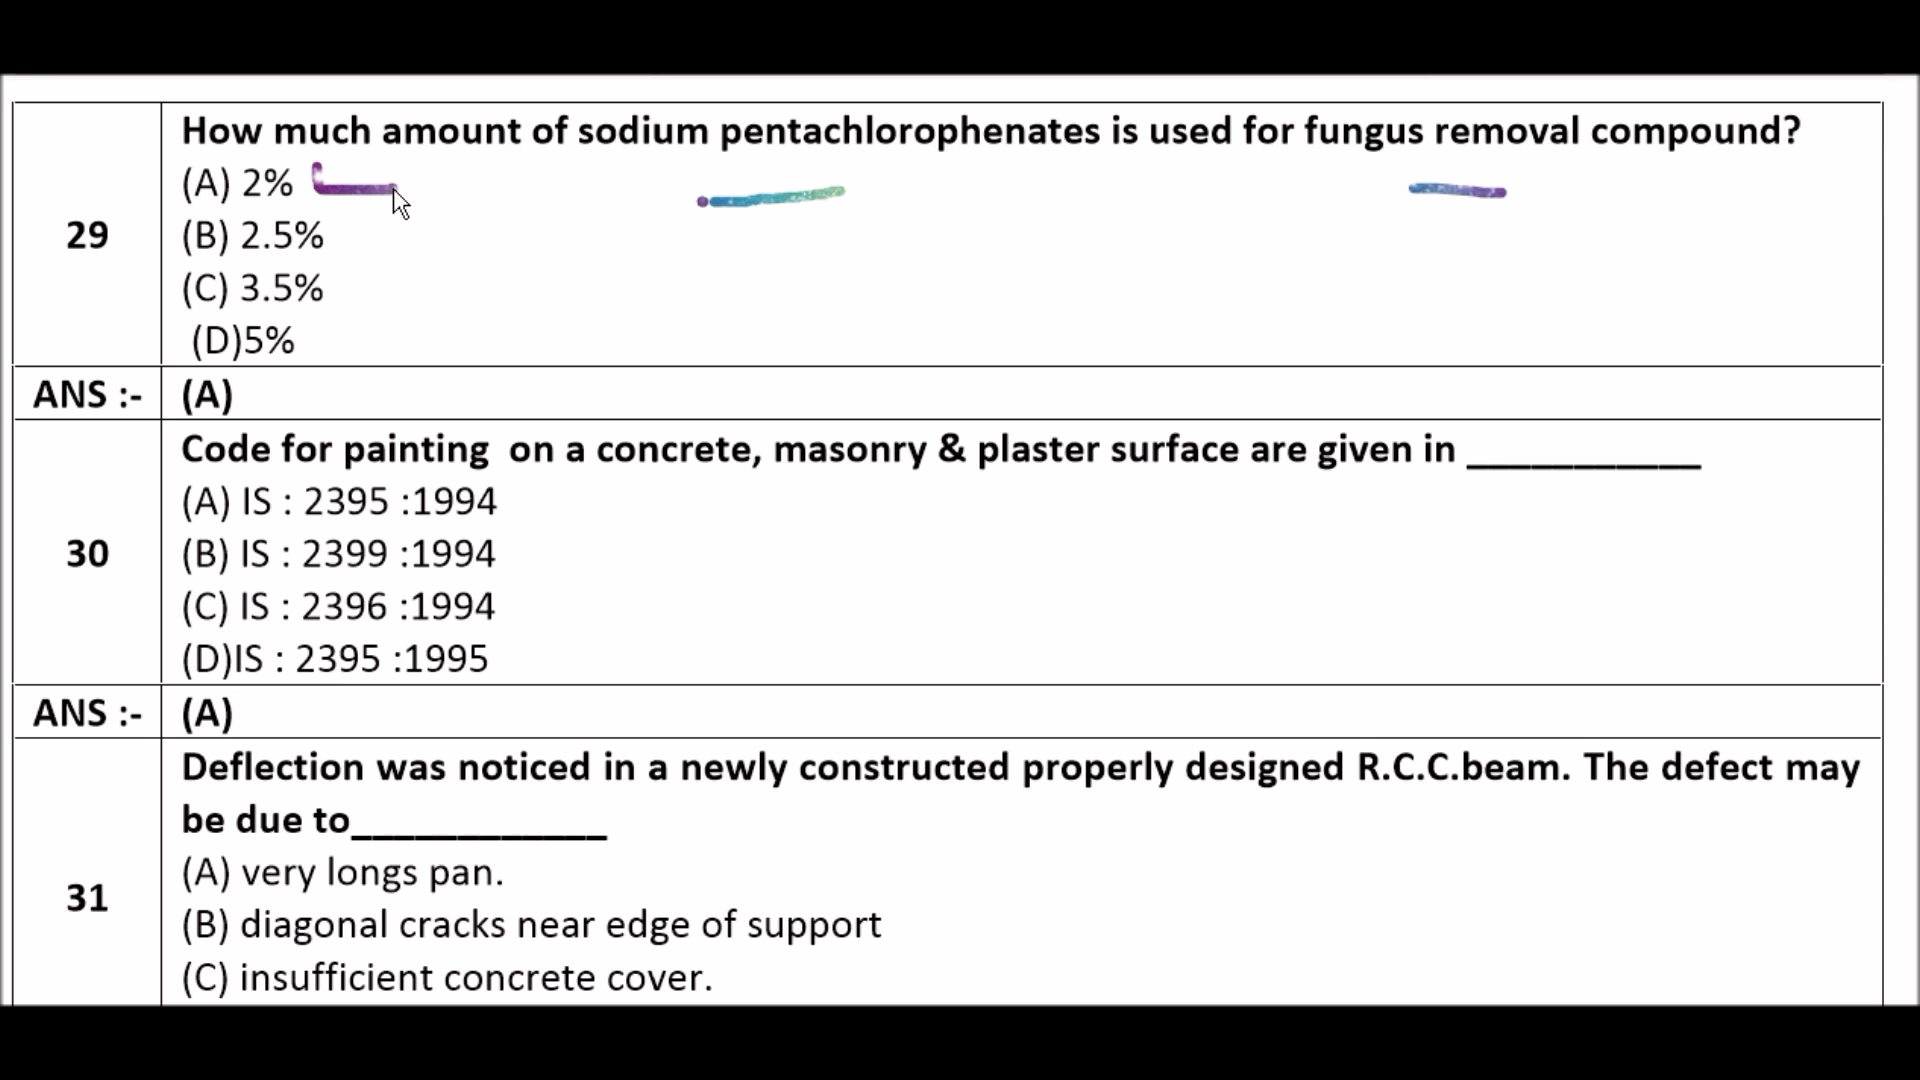 29
How much amount of sodium pentachlorophenates is used for fungus removal compound?
(A) 2%
(B) 2.5%
(C) 3.5%
(D)5%
ANS :- (A)
30
Code for painting  on a concrete, masonry & plaster surface are given in ___________
(A) IS : 2395 :1994
(B) IS : 2399 :1994
(C) IS : 2396 :1994
(D)IS : 2395 :1995
ANS :- (A)
31
Deflection was noticed in a newly constructed properly designed R.C.C.beam. The defect may
be due to____________
(A) very longs pan.
(B) diagonal cracks near edge of support
(C) insufficient concrete cover.